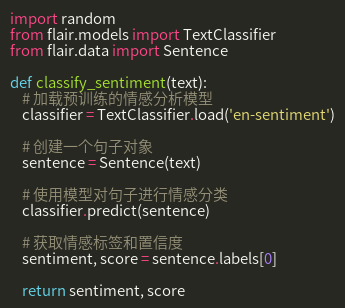 import random
from flair.models import TextClassifier
from flair.data import Sentence
def classify_sentiment(text):
# 加载预训练的情感分析模型
classifier = TextClassifier.load('en-sentiment')
# 创建一个句子对象
sentence = Sentence(text)
# 使用模型对句子进行情感分类
classifier.predict(sentence)
# 获取情感标签和置信度
sentiment, score = sentence.labels[0]
return sentiment, score